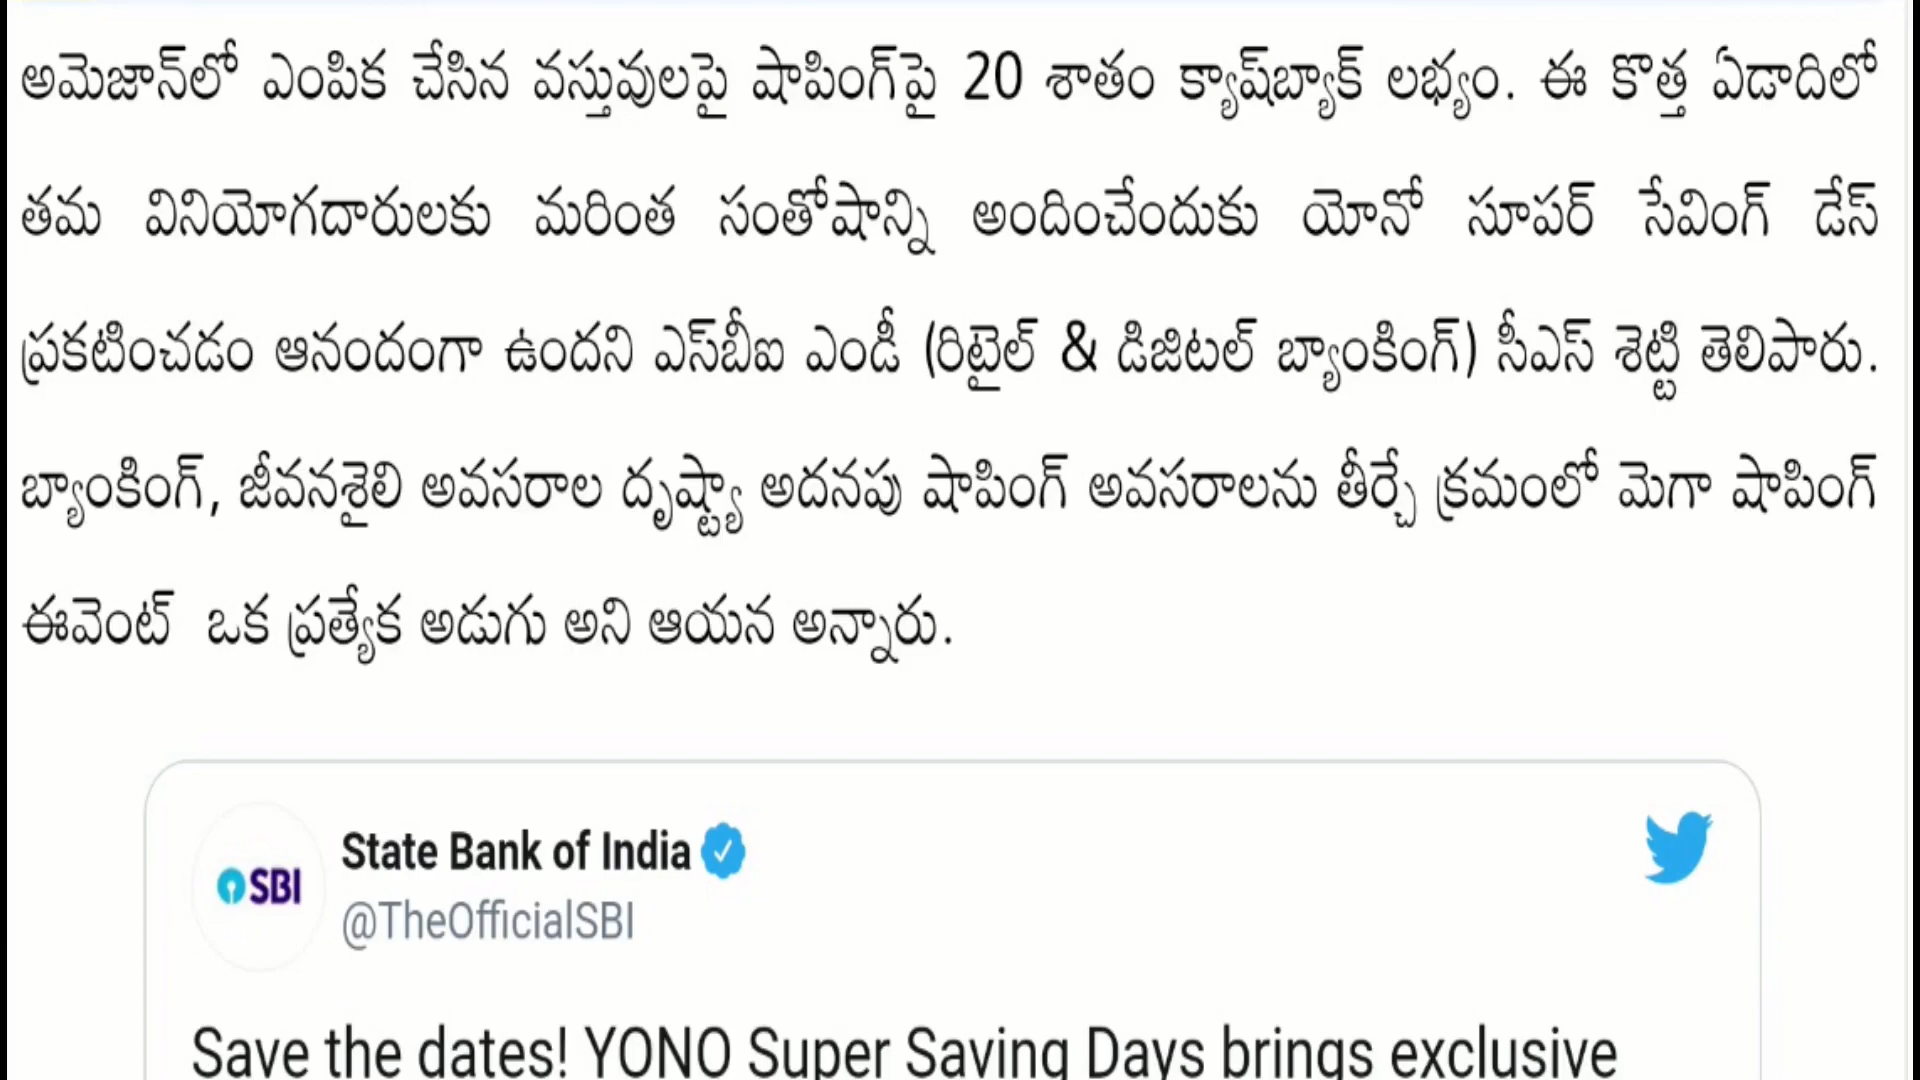 అమెజాన్‌లో ఎంపిక చేసిన వస్తువులపై షాపింగ్‌పై 20 శాతం క్యాష్‌బ్యాక్ లభ్యం. ఈ కొత్త ఏడాదిలో
తమ వినియోగదారులకు మరింత సంతోషాన్ని అందించేందుకు యోనో సూపర్ సేవింగ్ డేస్
ప్రకటించడం ఆనందంగా ఉందని ఎస్‌బీఐ ఎండీ (రిటైల్ & డిజిటల్ బ్యాంకింగ్) సీఎస్ శెట్టి తెలిపారు.
బ్యాంకింగ్, జీవనశైలి అవసరాల దృష్ట్యా అదనపు షాపింగ్ అవసరాలను తీర్చే క్రమంలో మెగా షాపింగ్
ఈవెంట్ ఒక ప్రత్యేక అడుగు అని ఆయన అన్నారు.
SBI
State Bank of India
@TheOfficialSBI
Save the dates! YONO Super Saving Days brings exclusive